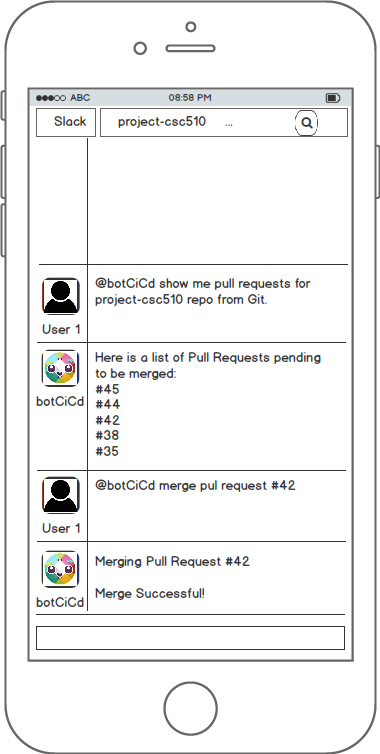 ABC 08:58 PM
Slack project-csc510 ...
@botCiCd show me pull requests for
project-csc510 repo from Git.
User 1
Here is a list of Pull Requests pending
to be merged:
#45
#44
#42
#38
#35
botCiCd
@botCiCd merge pul request #42
User 1
Merging Pull Request #42
Merge Successful!
botCiCd